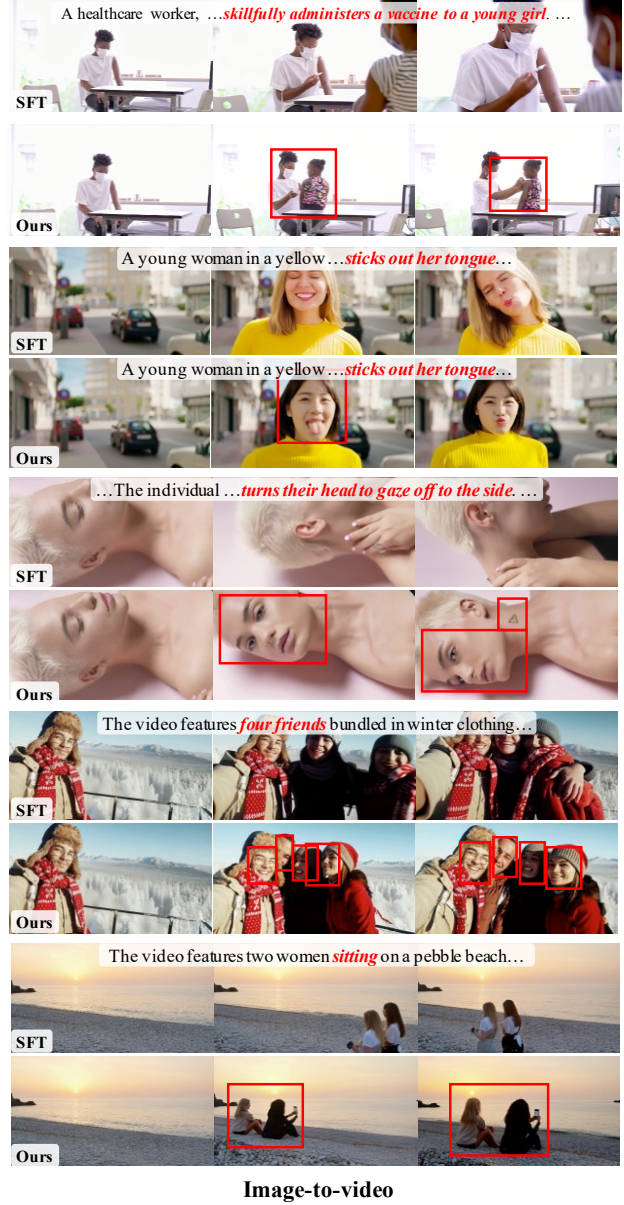 A healthcare worker, …skillfully administers a vaccine to a young girl. …
SFT
Ours
A young woman in a yellow …sticks out her tongue…
SFT
A young woman in a yellow …sticks out her tongue…
Ours
…The individual …turns their head to gaze off to the side. …
SFT
Ours
The video features four friends bundled in winter clothing…
SFT
Ours
The video features two women sitting on a pebble beach…
SFT
Ours
Image-to-video